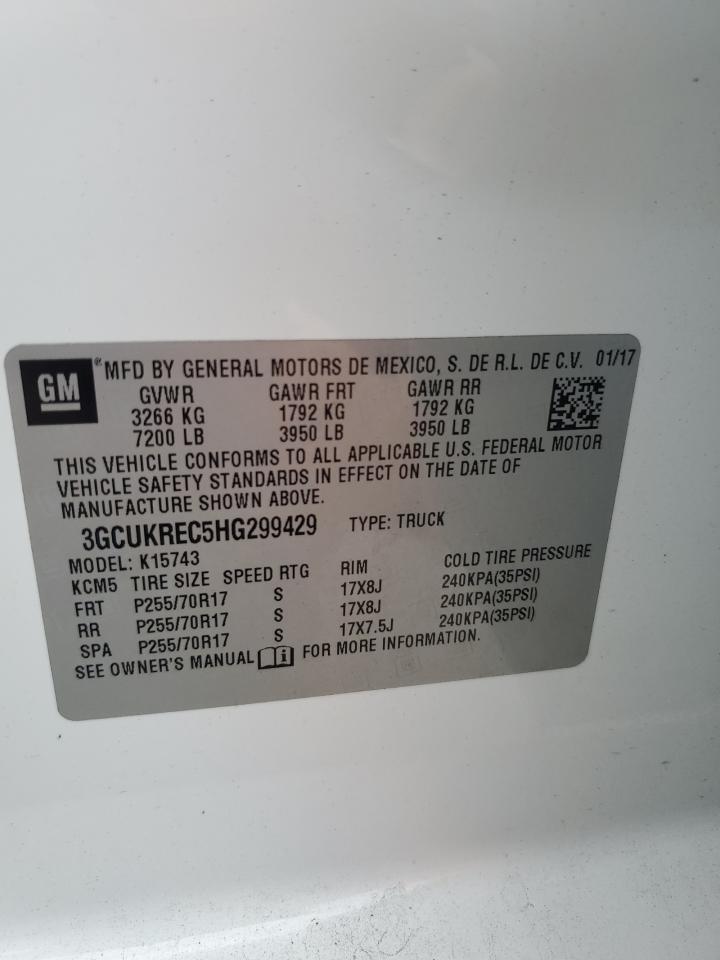 GM
® MFD BY GENERAL MOTORS DE MEXICO, S. DE R.L. DE C.V. 01/17
GVWR GAWR FRT GAWR RR
3266 KG 1792 KG 1792 KG
7200 LB 3950 LB 3950 LB
THIS VEHICLE CONFORMS TO ALL APPLICABLE U.S. FEDERAL MOTOR
VEHICLE SAFETY STANDARDS IN EFFECT ON THE DATE OF
MANUFACTURE SHOWN ABOVE.
3GCUKREC5HG299429 TYPE: TRUCK
MODEL: K15743
KCM5 TIRE SIZE SPEED RTG RIM COLD TIRE PRESSURE
FRT P255/70R17 S 17X8J 240KPA(35PSI)
RR P255/70R17 S 17X8J 240KPA(35PSI)
SPA P255/70R17 S 17X7.5J 240KPA(35PSI)
SEE OWNER'S MANUAL i FOR MORE INFORMATION.